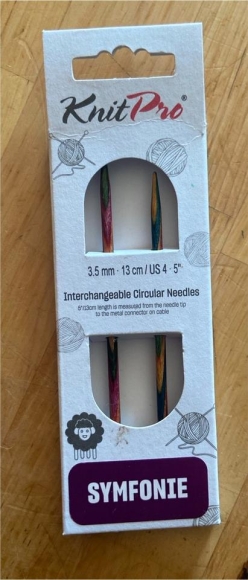 KnitPro®
3.5 mm · 13 cm / US 4 · 5"
Interchangeable Circular Needles
5"/13cm length is measused from the needle tip
to the metal connector on cable
SYMFONIE